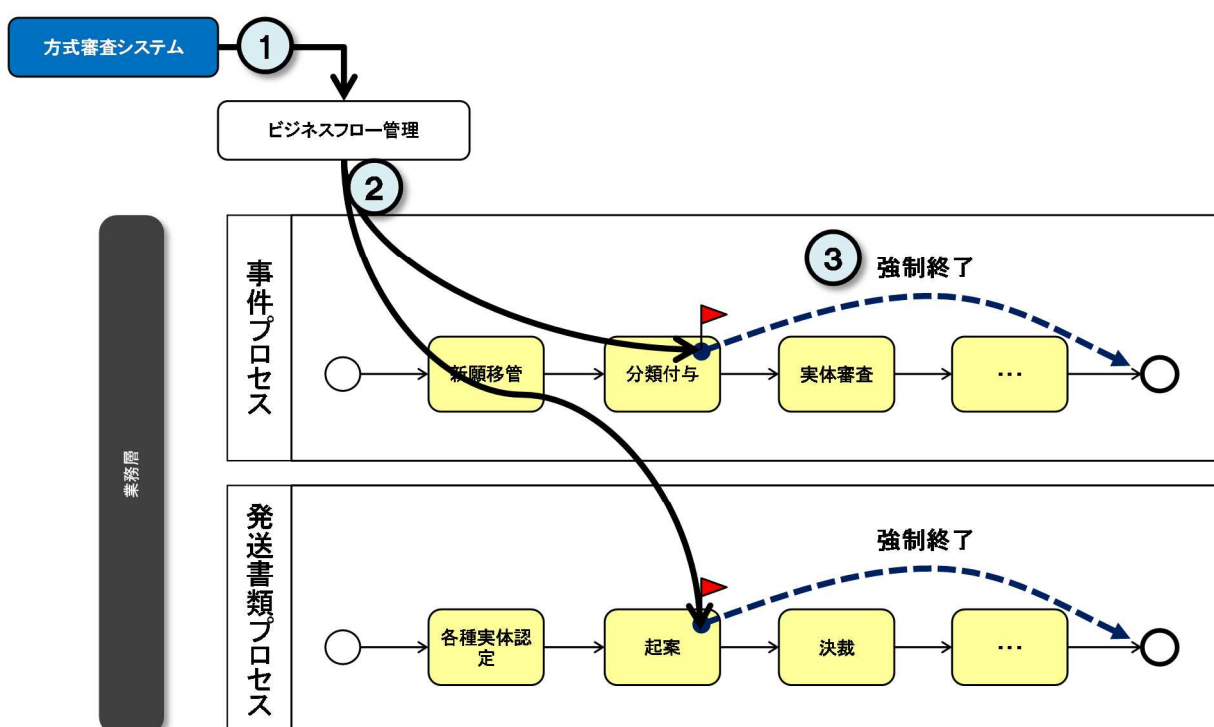 方式審査システム
1
ビジネスフロー管理
2
業務層
事件プロセス
3
強制終了
新願移管
分類付与
実体審査
…
発送書類プロセス
強制終了
各種実体認
定
起案
決裁
…